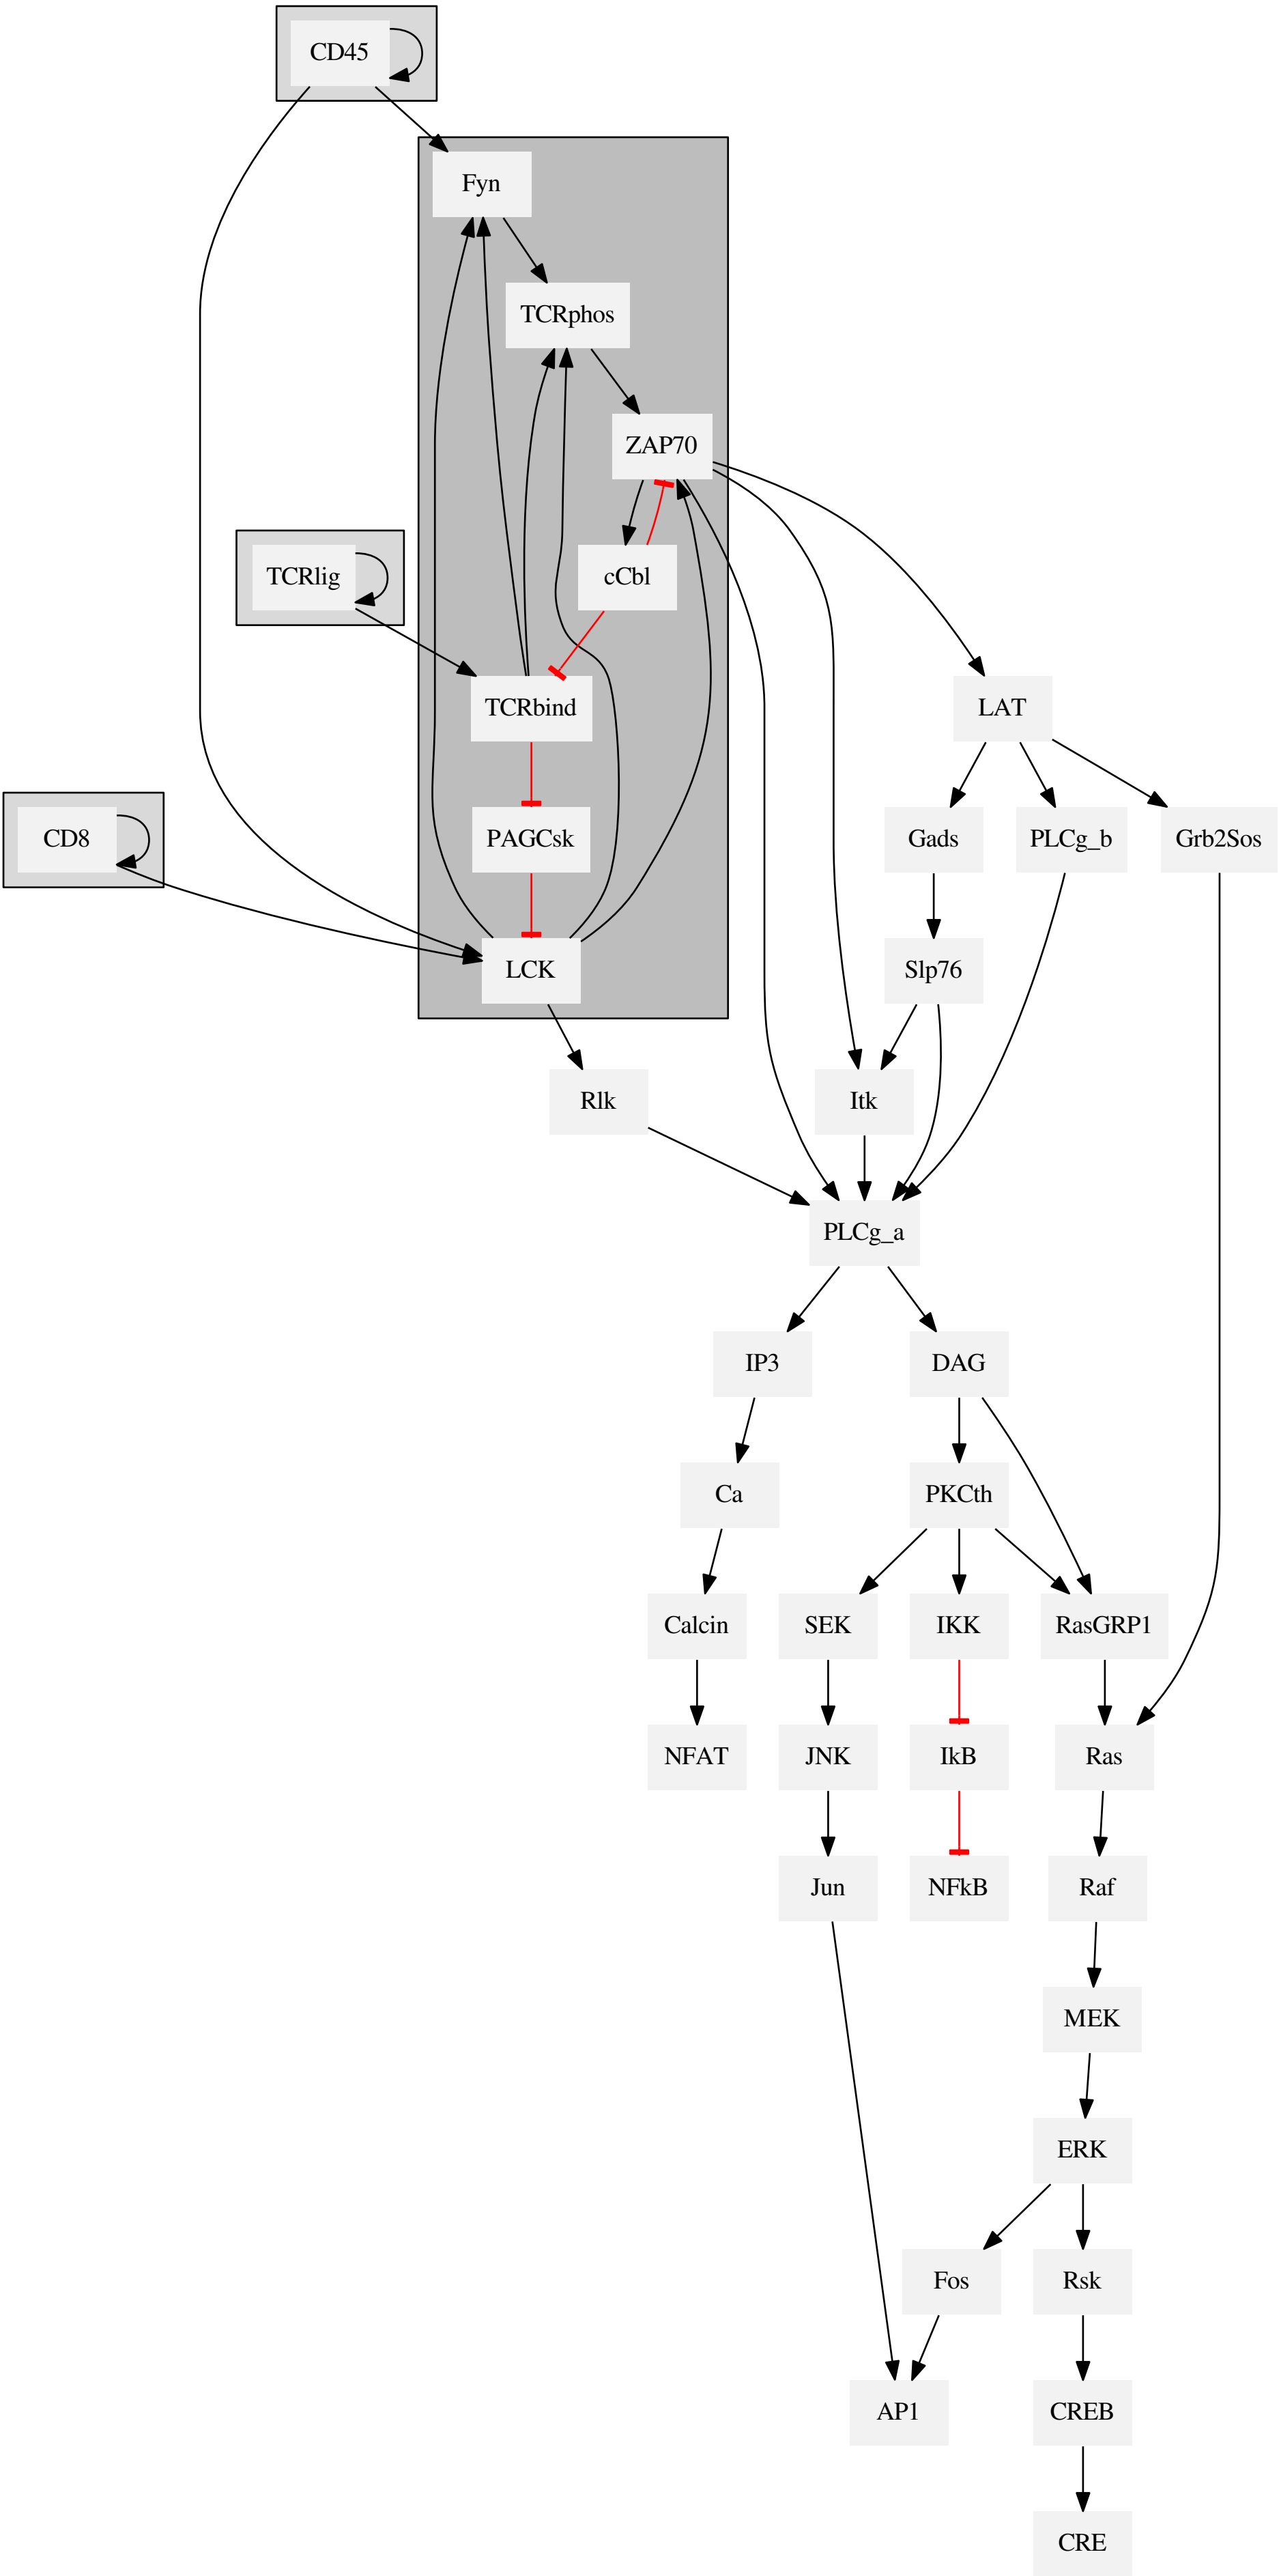 CD45
Fyn
TCRphos
ZAP70
TCRlig
cCbl
TCRbind
LAT
CD8
PAGCsk
Gads
PLCg_b
Grb2Sos
LCK
Slp76
Rlk
Itk
PLCg_a
IP3
DAG
Ca
PKCth
Calcin
SEK
IKK
RasGRP1
NFAT
JNK
IkB
Ras
Jun
NFkB
Raf
MEK
ERK
Fos
Rsk
AP1
CREB
CRE